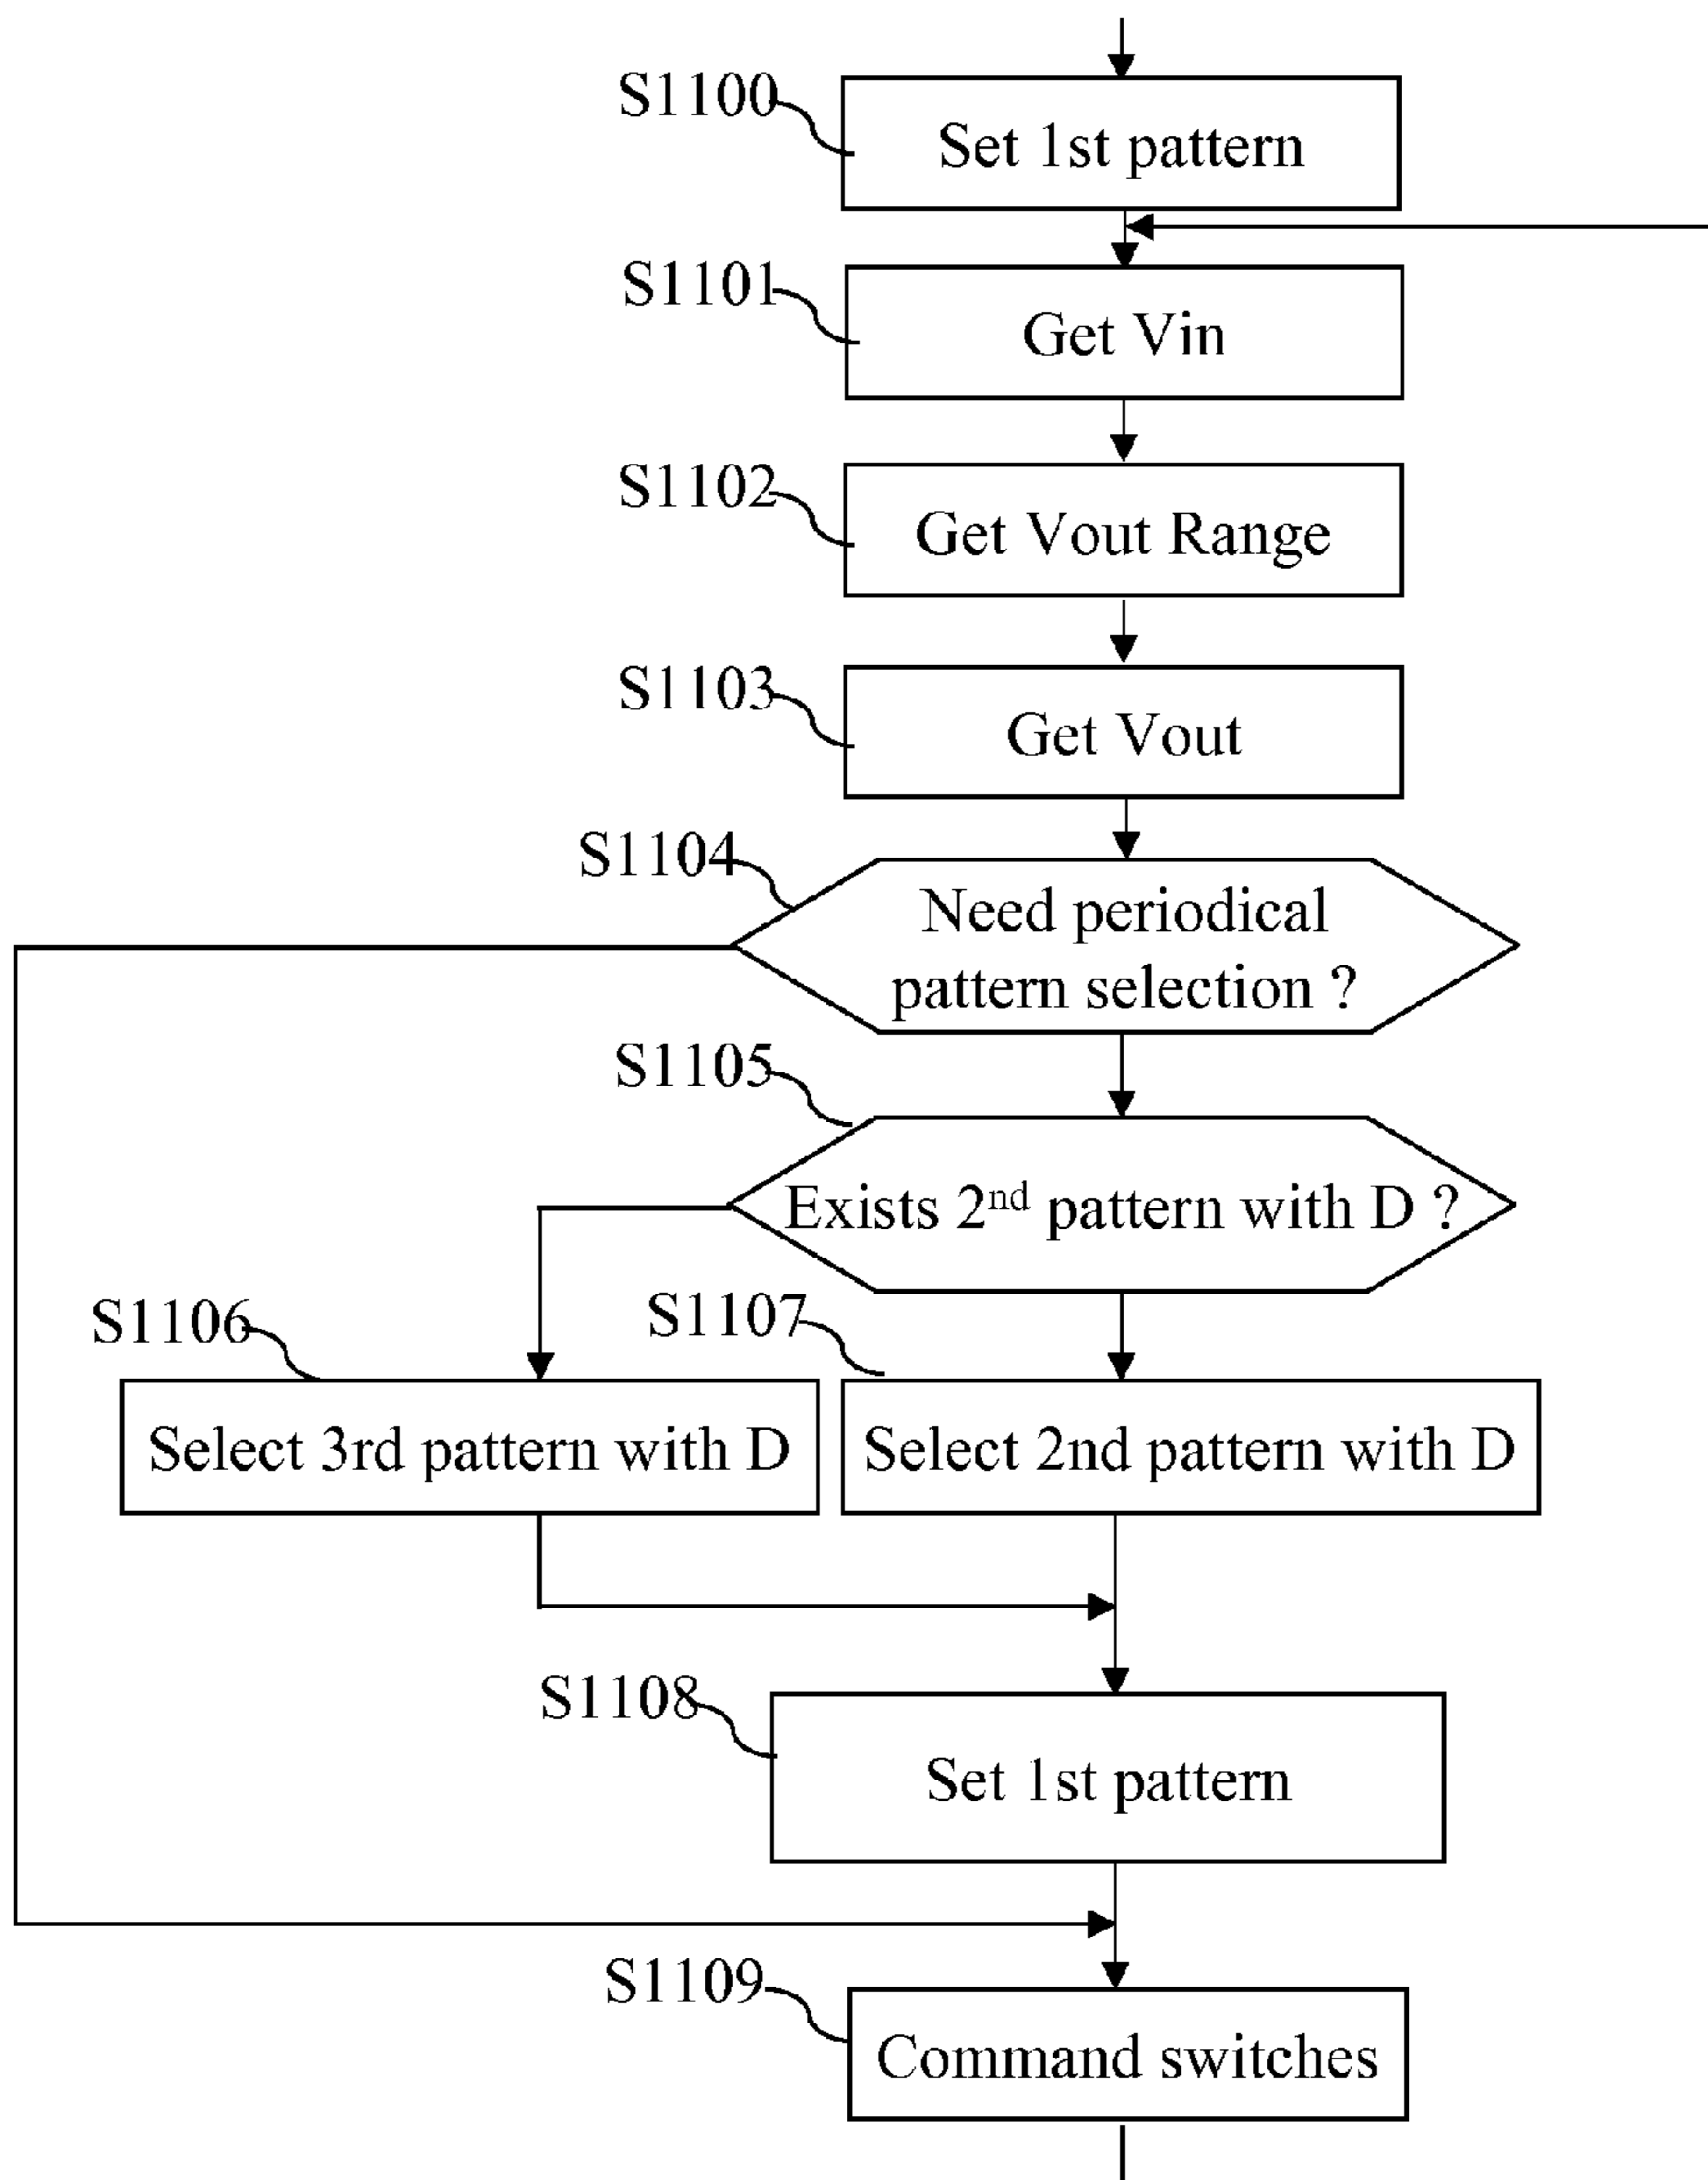 S1100
Set 1st pattern
S1101
Get Vin
S1102
Get Vout Range
S1103
Get Vout
S1104
Need periodical
pattern selection ?
S1105
Exists 2nd pattern with D ?
S1106
S1107
Select 3rd pattern with D
Select 2nd pattern with D
S1108
Set 1st pattern
S1109
Command switches